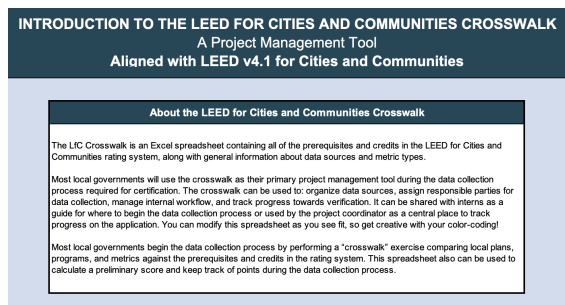 INTRODUCTION TO THE LEED FOR CITIES AND COMMUNITIES CROSSWALK
A Project Management Tool
Aligned with LEED v4.1 for Cities and Communities
About the LEED for Cities and Communities Crosswalk
The LfC Crosswalk is an Excel spreadsheet containing all of the prerequisites and credits in the LEED for Cities and
Communities rating system, along with general information about data sources and metric types.
Most local governments will use the crosswalk as their primary project management tool during the data collection
process required for certification. The crosswalk can be used to: organize data sources, assign responsible parties for
data collection, manage internal workflow, and track progress towards verification. It can be shared with interns as a
guide for where to begin the data collection process or used by the project coordinator as a central place to track
progress on the application. You can modify this spreadsheet as you see fit, so get creative with your color-coding!
Most local governments begin the data collection process by performing a “crosswalk” exercise comparing local plans,
programs, and metrics against the prerequisites and credits in the rating system. This spreadsheet also can be used to
calculate a preliminary score and keep track of points during the data collection process.